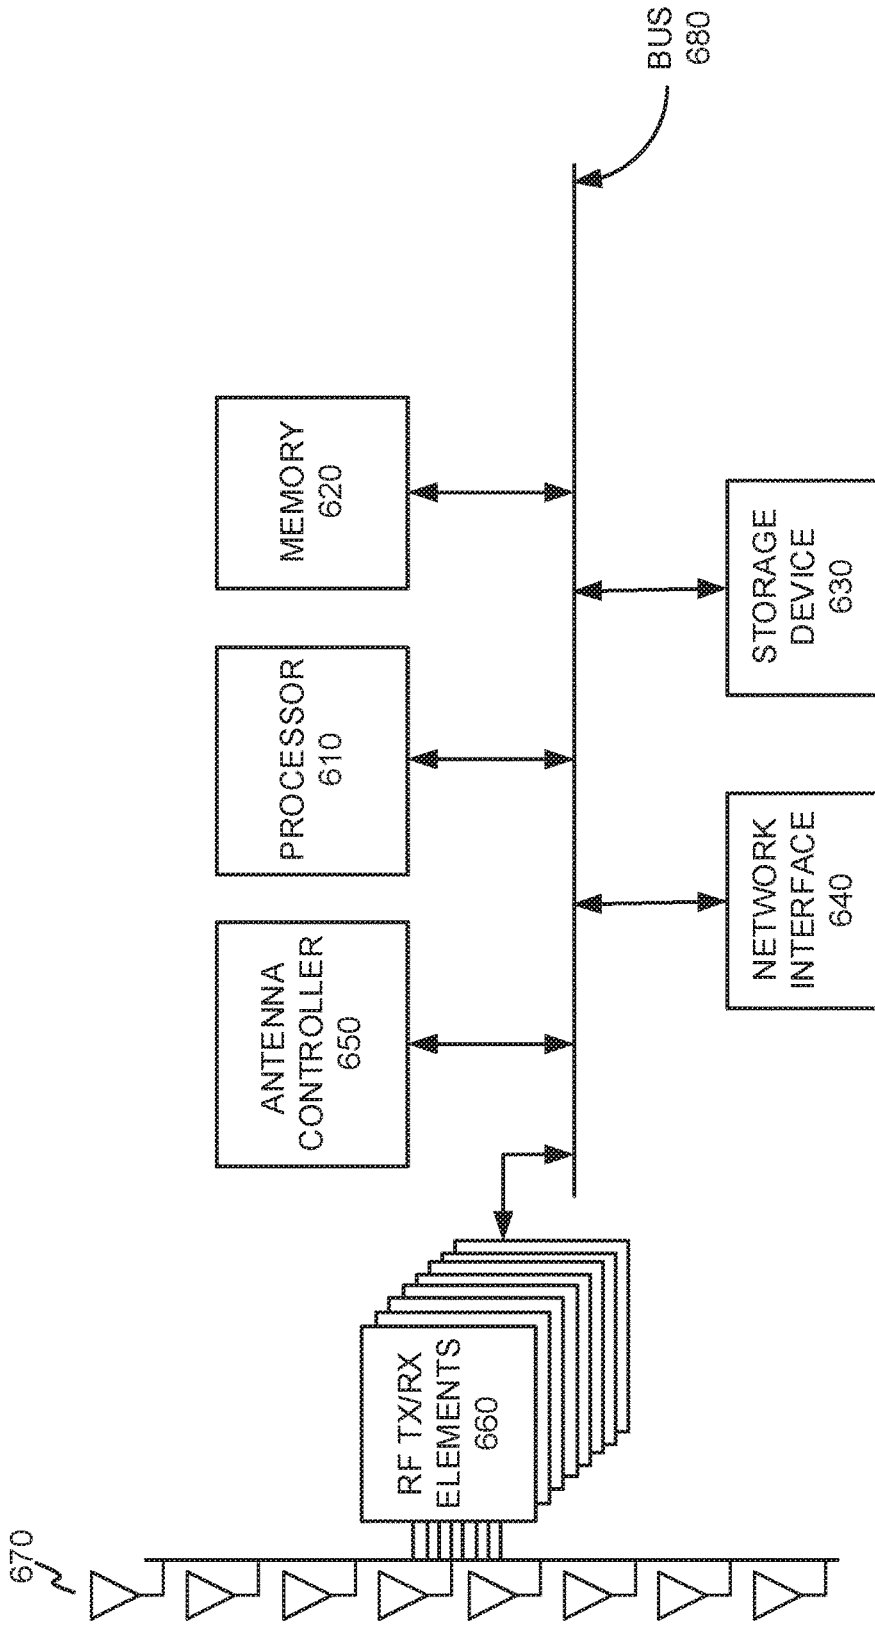 670
RF TX/RX
ELEMENTS
660
ANTENNA
CONTROLLER
650
PROCESSOR
610
MEMORY
620
NETWORK
INTERFACE
640
STORAGE
DEVICE
630
BUS
680